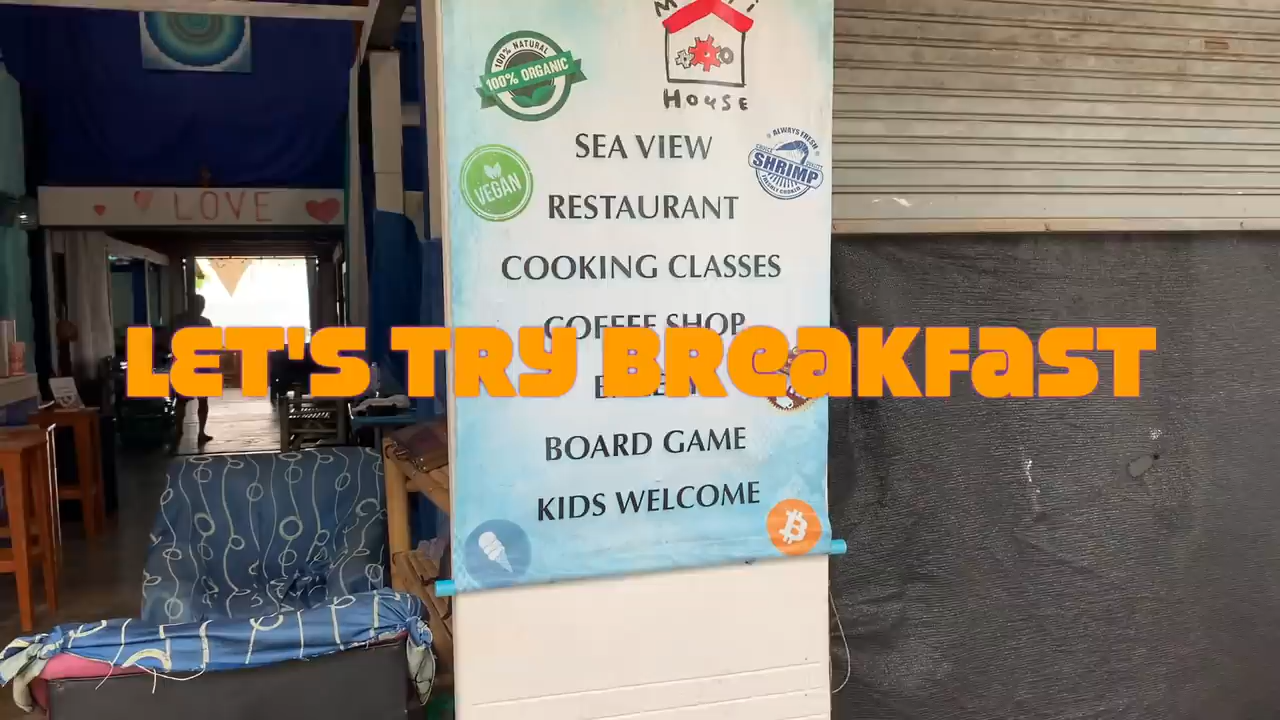 100% NATURAL
100% ORGANIC
HOUSE
SEA VIEW
ALWAYS FRESH
SHRIMP
VEGAN
RESTAURANT
COOKING CLASSES
LOVE
COFFEE SHOP
LET'S TRY BREAKFAST
BOARD GAME
KIDS WELCOME